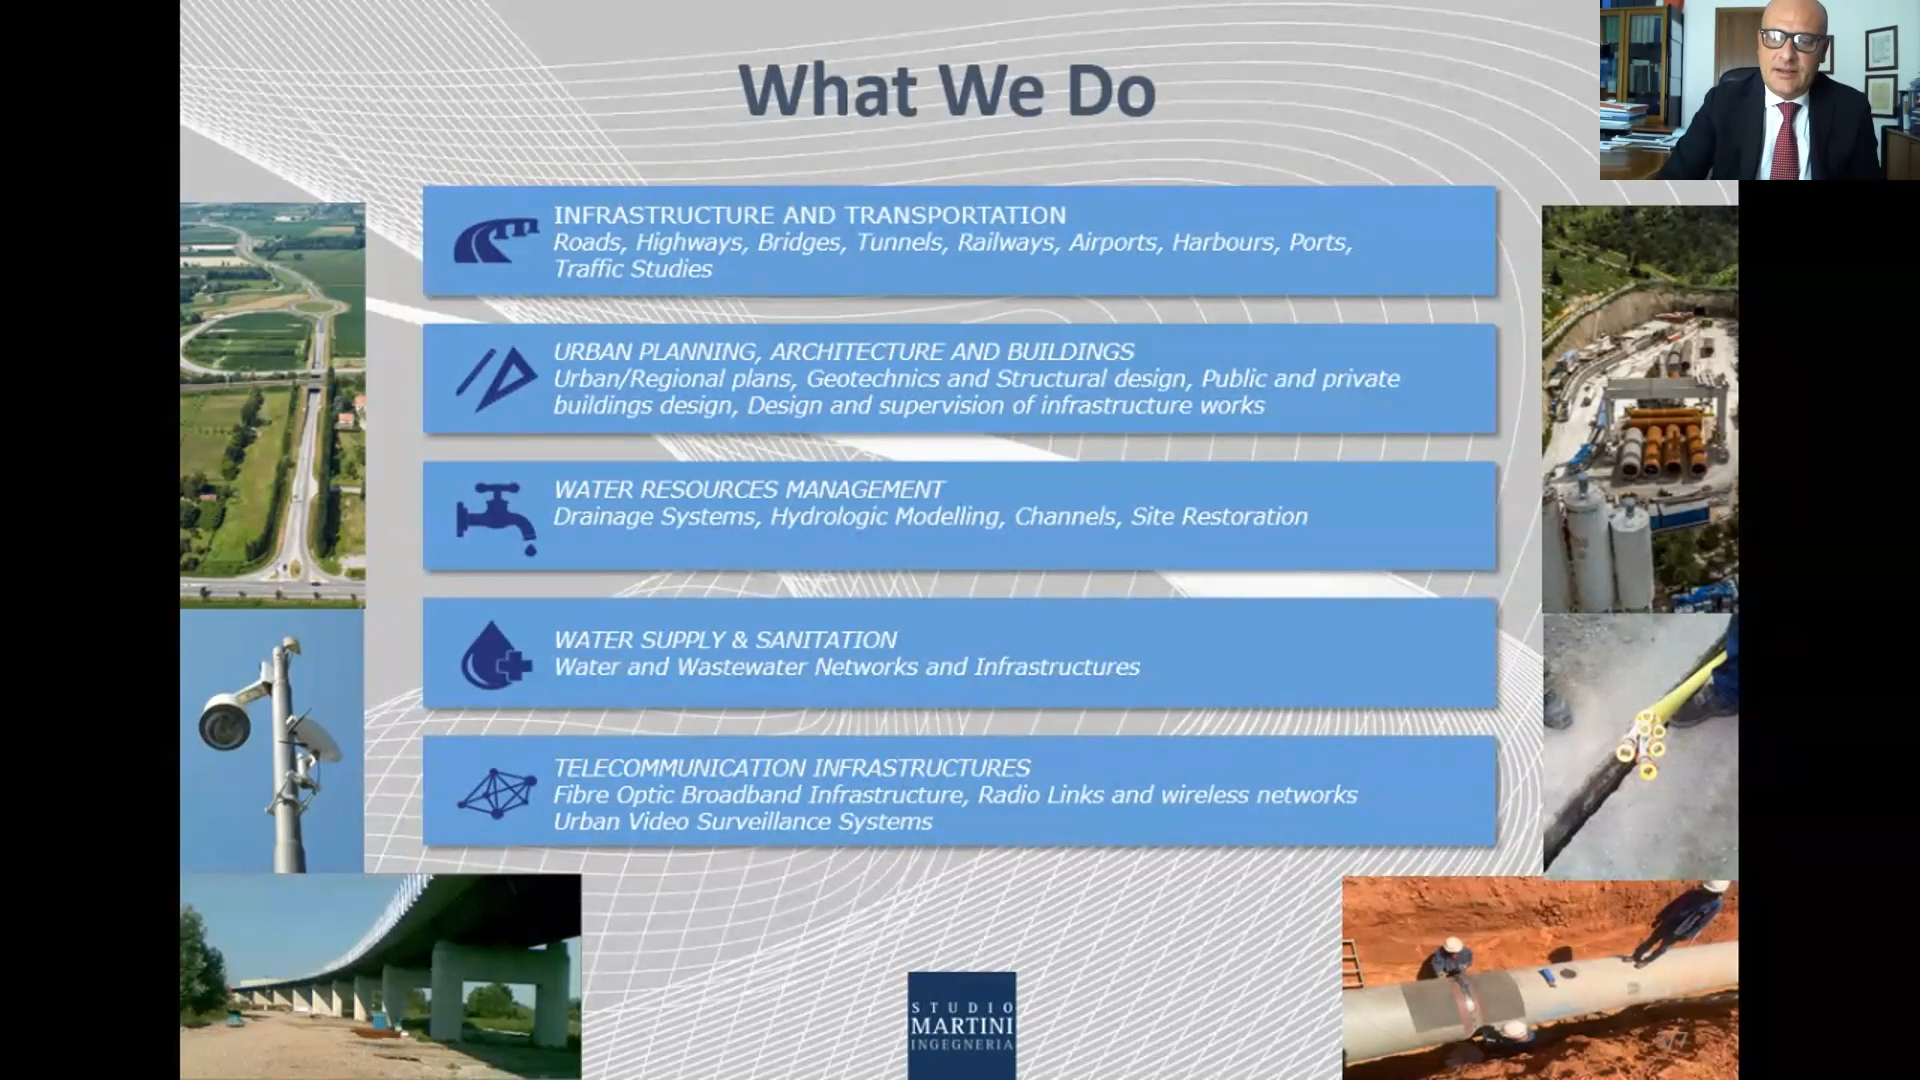 What We Do
INFRASTRUCTURE AND TRANSPORTATION
Roads, Highways, Bridges, Tunnels, Railways, Airports, Harbours, Ports,
Traffic Studies
URBAN PLANNING, ARCHITECTURE AND BUILDINGS
Urban/Regional plans, Geotechnics and Structural design, Public and private
buildings design, Design and supervision of infrastructure works
WATER RESOURCES MANAGEMENT
Drainage Systems, Hydrologic Modelling, Channels, Site Restoration
WATER SUPPLY & SANITATION
Water and Wastewater Networks and Infrastructures
TELECOMMUNICATION INFRASTRUCTURES
Fibre Optic Broadband Infrastructure, Radio Links and wireless networks
Urban Video Surveillance Systems
STUDIO
MARTINI
INGEGNERIA